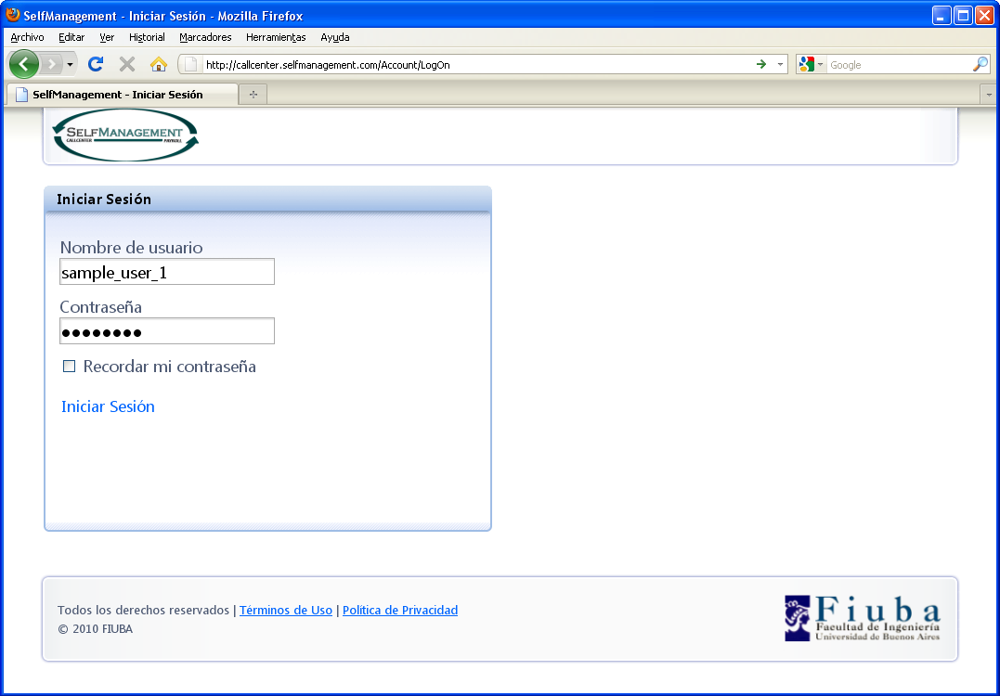 SelfManagement - Iniciar Sesión - Mozilla Firefox
Archivo Editar Ver Historial Marcadores Herramientas Ayuda
http://callcenter.selfmanagement.com/Account/LogOn Google
SelfManagement - Iniciar Sesión
SELFMANAGEMENT
CALLCENTER PAYROLL
Iniciar Sesión
Nombre de usuario
sample_user_1
Contraseña
Recordar mi contraseña
Iniciar Sesión
Todos los derechos reservados | Términos de Uso | Política de Privacidad
© 2010 FIUBA
Fiuba
Facultad de Ingeniería
Universidad de Buenos Aires